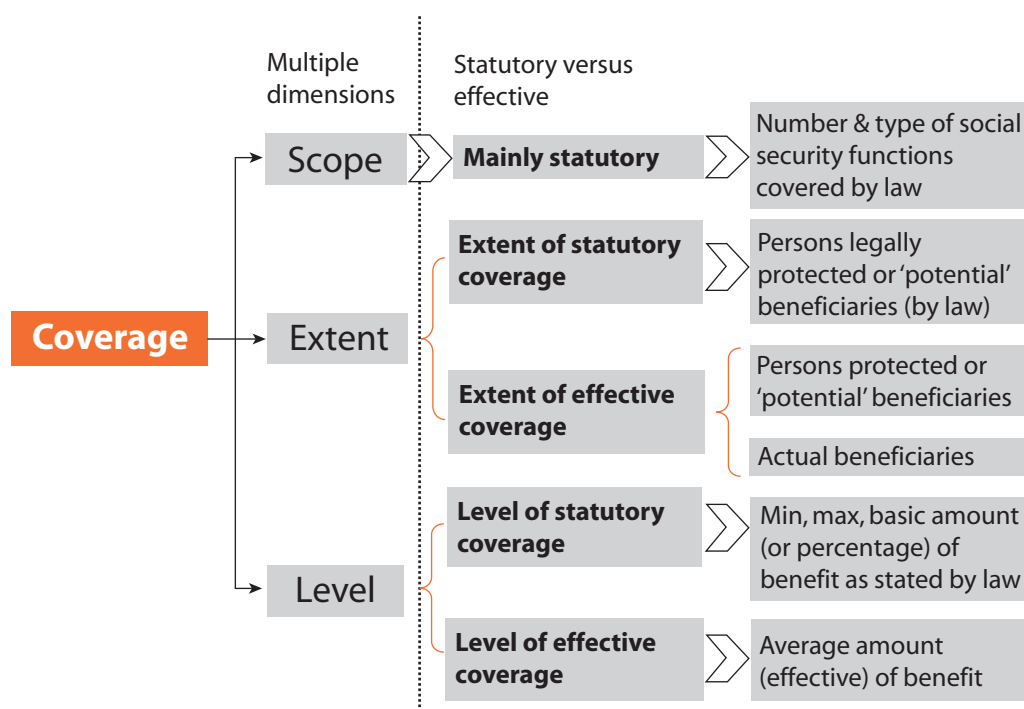 Multiple
dimensions
Statutory versus
effective
Scope
Mainly statutory
Number & type of social
security functions
covered by law
Coverage
Extent
Extent of statutory
coverage
Persons legally
protected or ‘potential’
beneficiaries (by law)
Extent of effective
coverage
Persons protected or
‘potential’ beneficiaries
Actual beneficiaries
Level
Level of statutory
coverage
Min, max, basic amount
(or percentage) of
benefit as stated by law
Level of effective
coverage
Average amount
(effective) of benefit